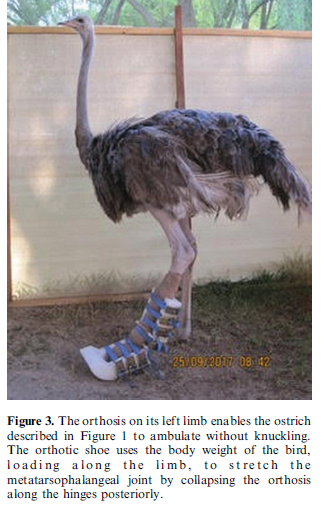 25/09/2017 08 42
Figure 3. The orthosis on its left limb enables the ostrich
described in Figure 1 to ambulate without knuckling.
The orthotic shoe uses the body weight of the bird,
loading along the limb, to stretch the
metatarsophalangeal joint by collapsing the orthosis
along the hinges posteriorly.